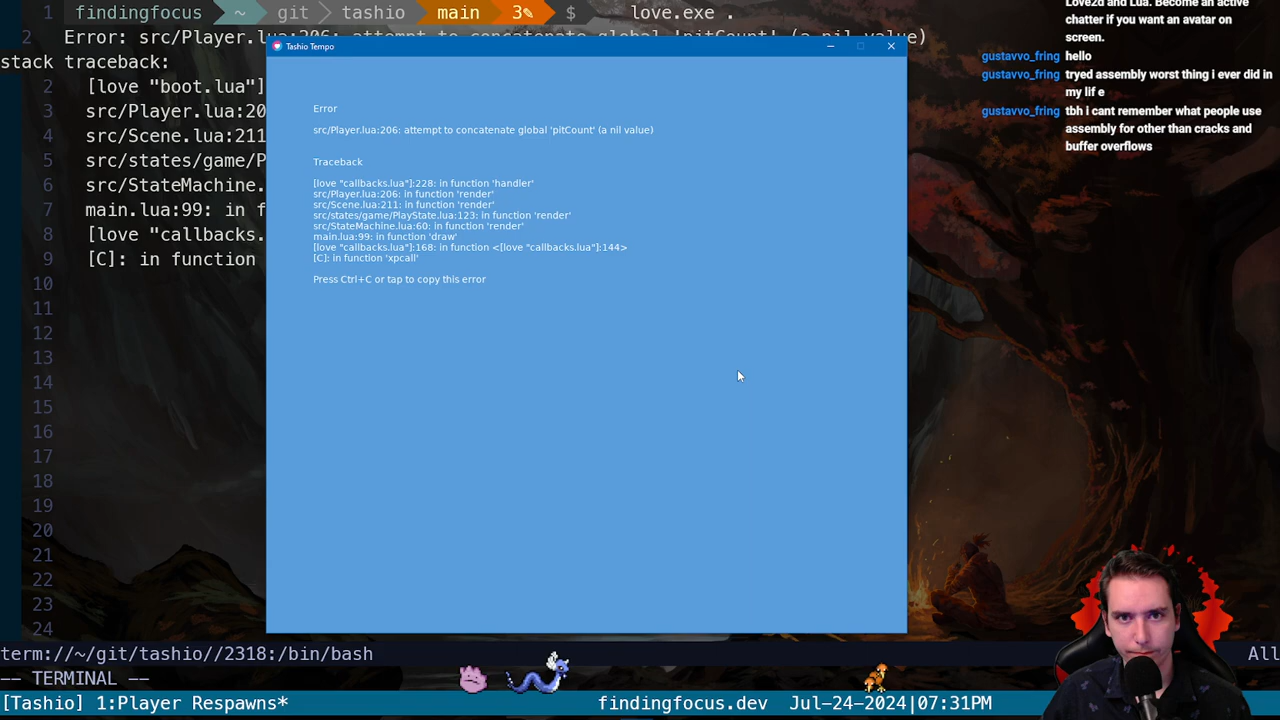 1 findingfocus ~ git tashio main 3✎ $ love.exe .
2 Error: src/Player.lua:206: attempt to concatenate global 'pitCount' (a nil value)
stack traceback:
2 [love "boot.lua"]
3 src/Player.lua:20
4 src/Scene.lua:211
5 src/states/game/P
6 src/StateMachine.
7 main.lua:99: in f
8 [love "callbacks.
9 [C]: in function
10
11
12
13
14
15
16
17
18
19
20
21
22
23
24
term://~/git/tashio//2318:/bin/bash All
-- TERMINAL --
[Tashio] 1:Player Respawns* findingfocus.dev Jul-24-2024|07:31PM
Tashio Tempo
Error
src/Player.lua:206: attempt to concatenate global 'pitCount' (a nil value)
Traceback
[love "callbacks.lua"]:228: in function 'handler'
src/Player.lua:206: in function 'render'
src/Scene.lua:211: in function 'render'
src/states/game/PlayState.lua:123: in function 'render'
src/StateMachine.lua:60: in function 'render'
main.lua:99: in function 'draw'
[love "callbacks.lua"]:168: in function <[love "callbacks.lua"]:144>
[C]: in function 'xpcall'
Press Ctrl+C or tap to copy this error
Love2d and Lua. Become an active
chatter if you want an avatar on
screen.
gustavvo_fring hello
gustavvo_fring tryed assembly worst thing i ever did in
my lif e
gustavvo_fring tbh i cant remember what people use
assembly for other than cracks and
buffer overflows